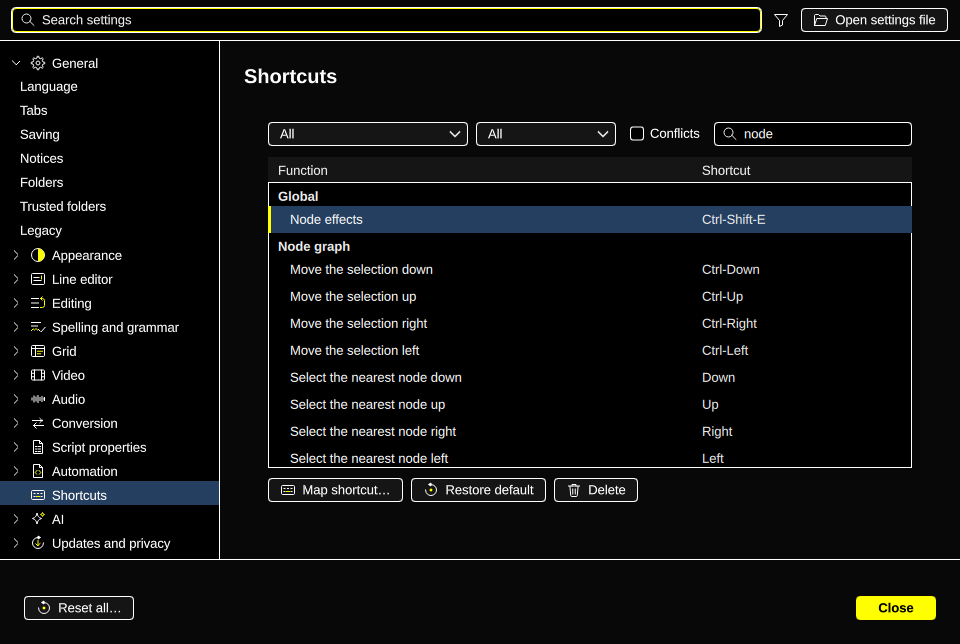 Search settings
Open settings file
General
Language
Tabs
Saving
Notices
Folders
Trusted folders
Legacy
Appearance
Line editor
Editing
Spelling and grammar
Grid
Video
Audio
Conversion
Script properties
Automation
Shortcuts
AI
Updates and privacy
Shortcuts
All
All
Conflicts
node
Function Shortcut
Global
Node effects Ctrl-Shift-E
Node graph
Move the selection down Ctrl-Down
Move the selection up Ctrl-Up
Move the selection right Ctrl-Right
Move the selection left Ctrl-Left
Select the nearest node down Down
Select the nearest node up Up
Select the nearest node right Right
Select the nearest node left Left
Map shortcut…
Restore default
Delete
Reset all…
Close